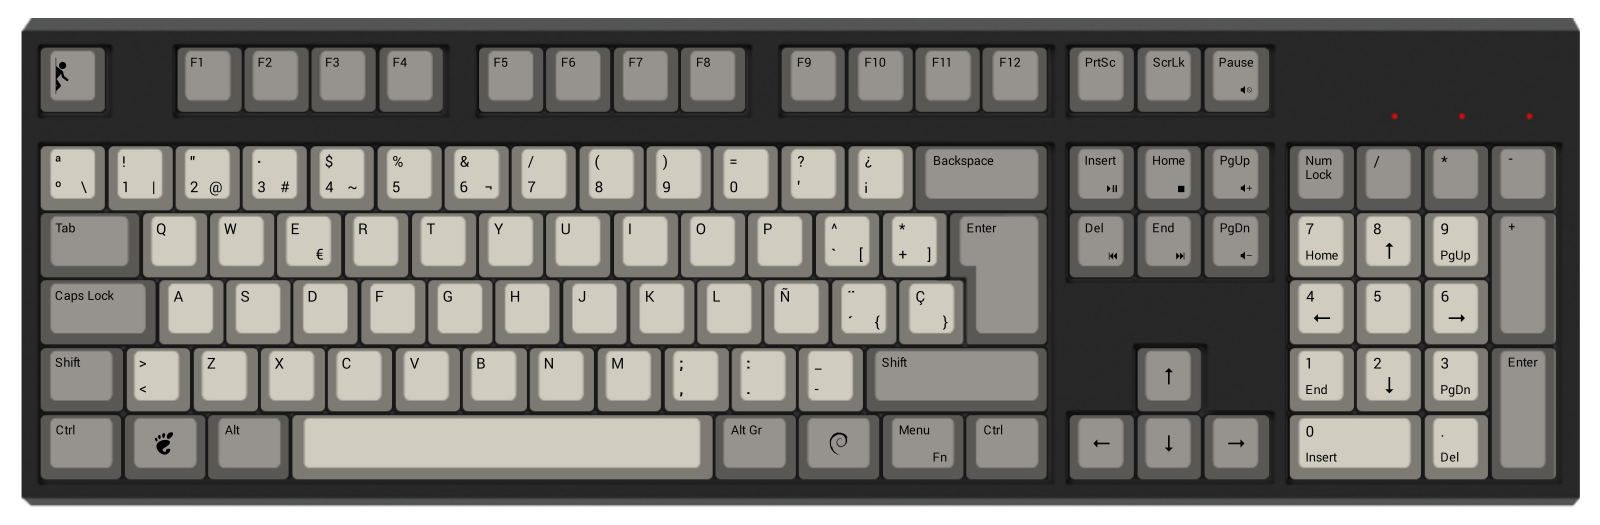 F1 F2 F3 F4 F5 F6 F7 F8 F9 F10 F11 F12 PrtSc ScrLk Pause
ª ! " · $ % & / ( ) = ? ¿ Backspace Insert Home PgUp Num / * -
Lock
º \ 1 | 2 @ 3 # 4 ~ 5 6 ¬ 7 8 9 0 ' ¡
Tab Q W E R T Y U I O P ^ * Enter Del End PgDn 7 8 9 +
€ ` [ + ] Home ↑ PgUp
Caps Lock A S D F G H J K L Ñ ¨ Ç 4 5 6
´ { } ← →
Shift > Z X C V B N M ; : _ Shift ↑ 1 2 3 Enter
< , . - End ↓ PgDn
Ctrl Alt Alt Gr Menu Ctrl ← ↓ → 0 .
Fn Insert Del